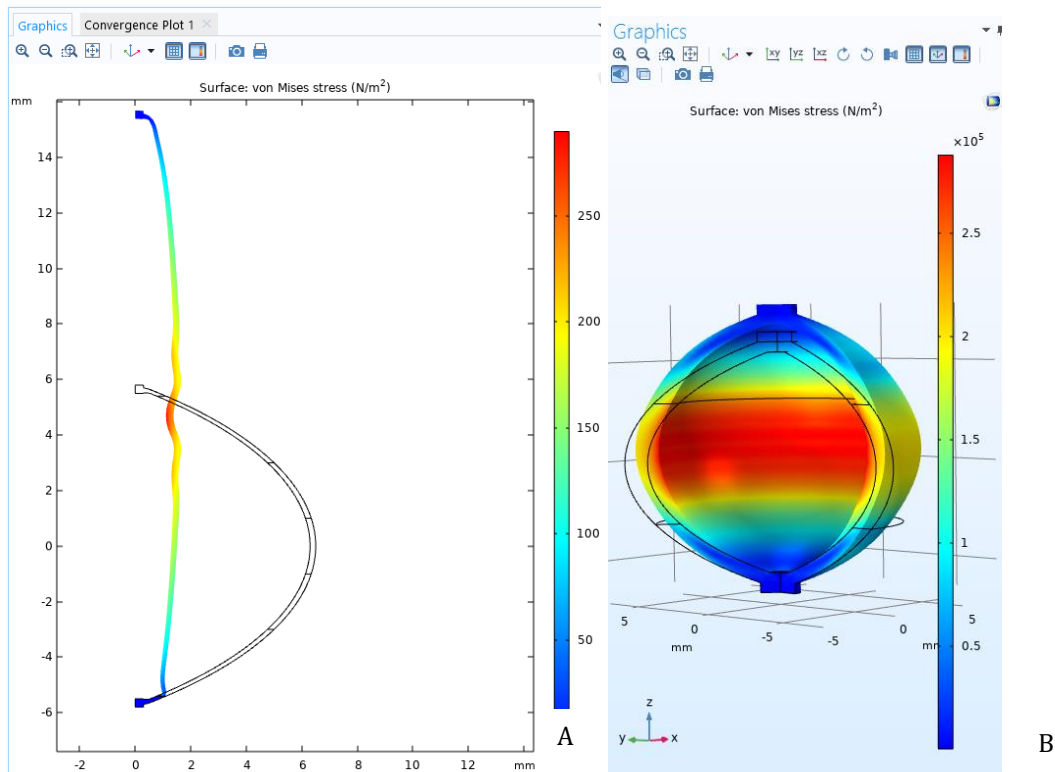 Graphics Convergence Plot 1 ×
Surface: von Mises stress (N/m²)
mm
14
12
10
8
6
4
2
0
-2
-4
-6
-2 0 2 4 6 8 10 12 mm
250
200
150
100
50
A
Graphics
xy yz xz
Surface: von Mises stress (N/m²)
×10⁵
2.5
2
1.5
1
0.5
5 0 -5
mm
-5 0 5
mm
z
y x
B